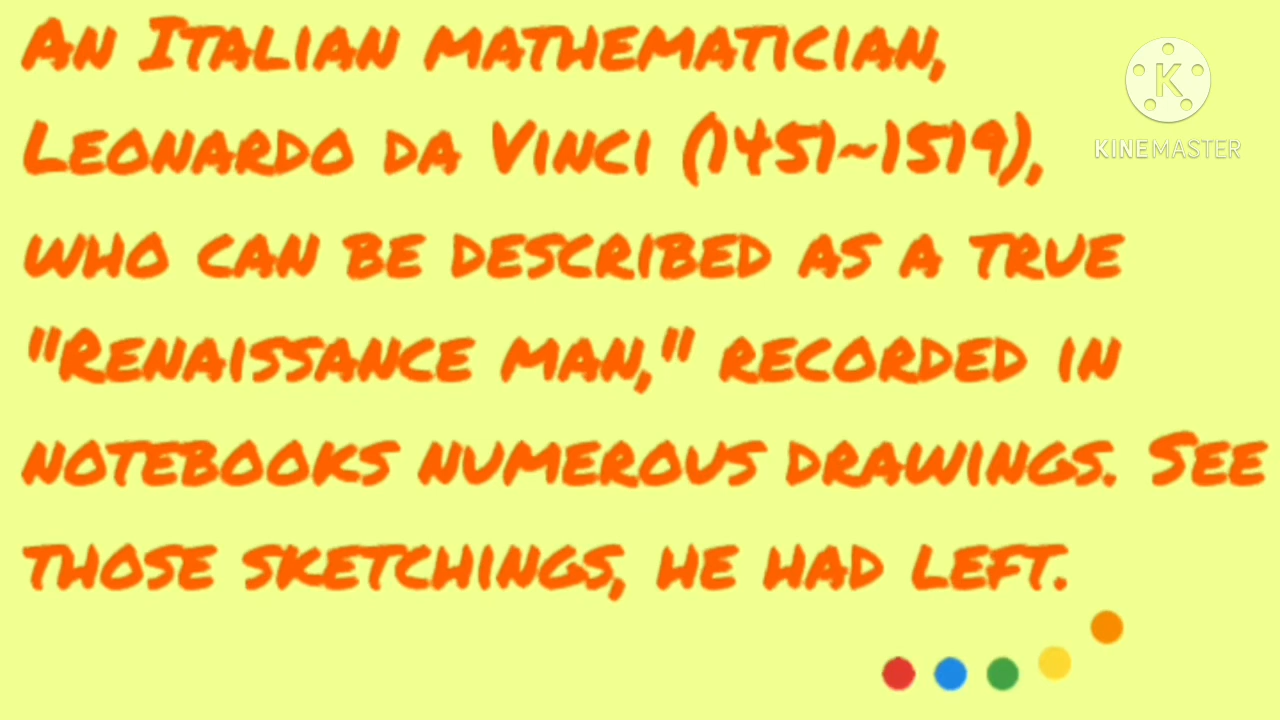 An Italian mathematician,
Leonardo da Vinci (1451~1519),
who can be described as a true
"Renaissance man," recorded in
notebooks numerous drawings. See
those sketchings, he had left.
K
KINEMASTER